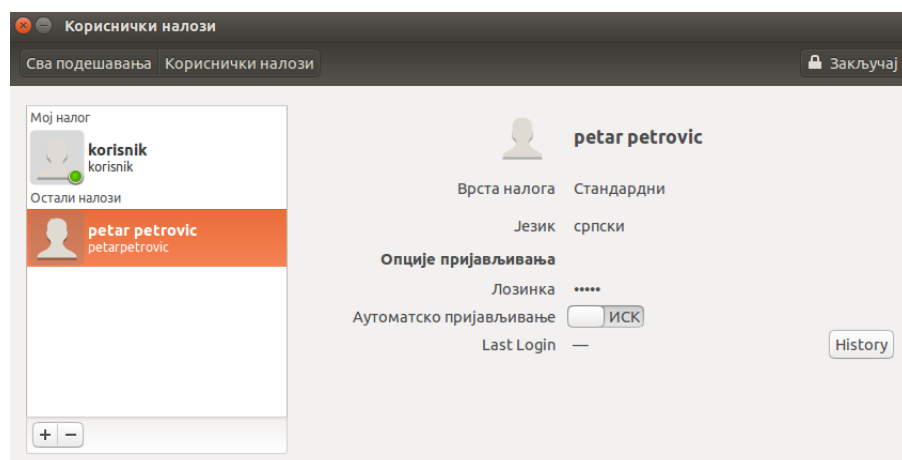 Кориснички налози
Сва подешавања Кориснички налози Закључај
Мој налог
korisnik
korisnik
Остали налози
petar petrovic
petarpetrovic
petar petrovic
Врста налога Стандардни
Језик српски
Опције пријављивања
Лозинка •••••
Аутоматско пријављивање ИСК
Last Login —
History
+ −